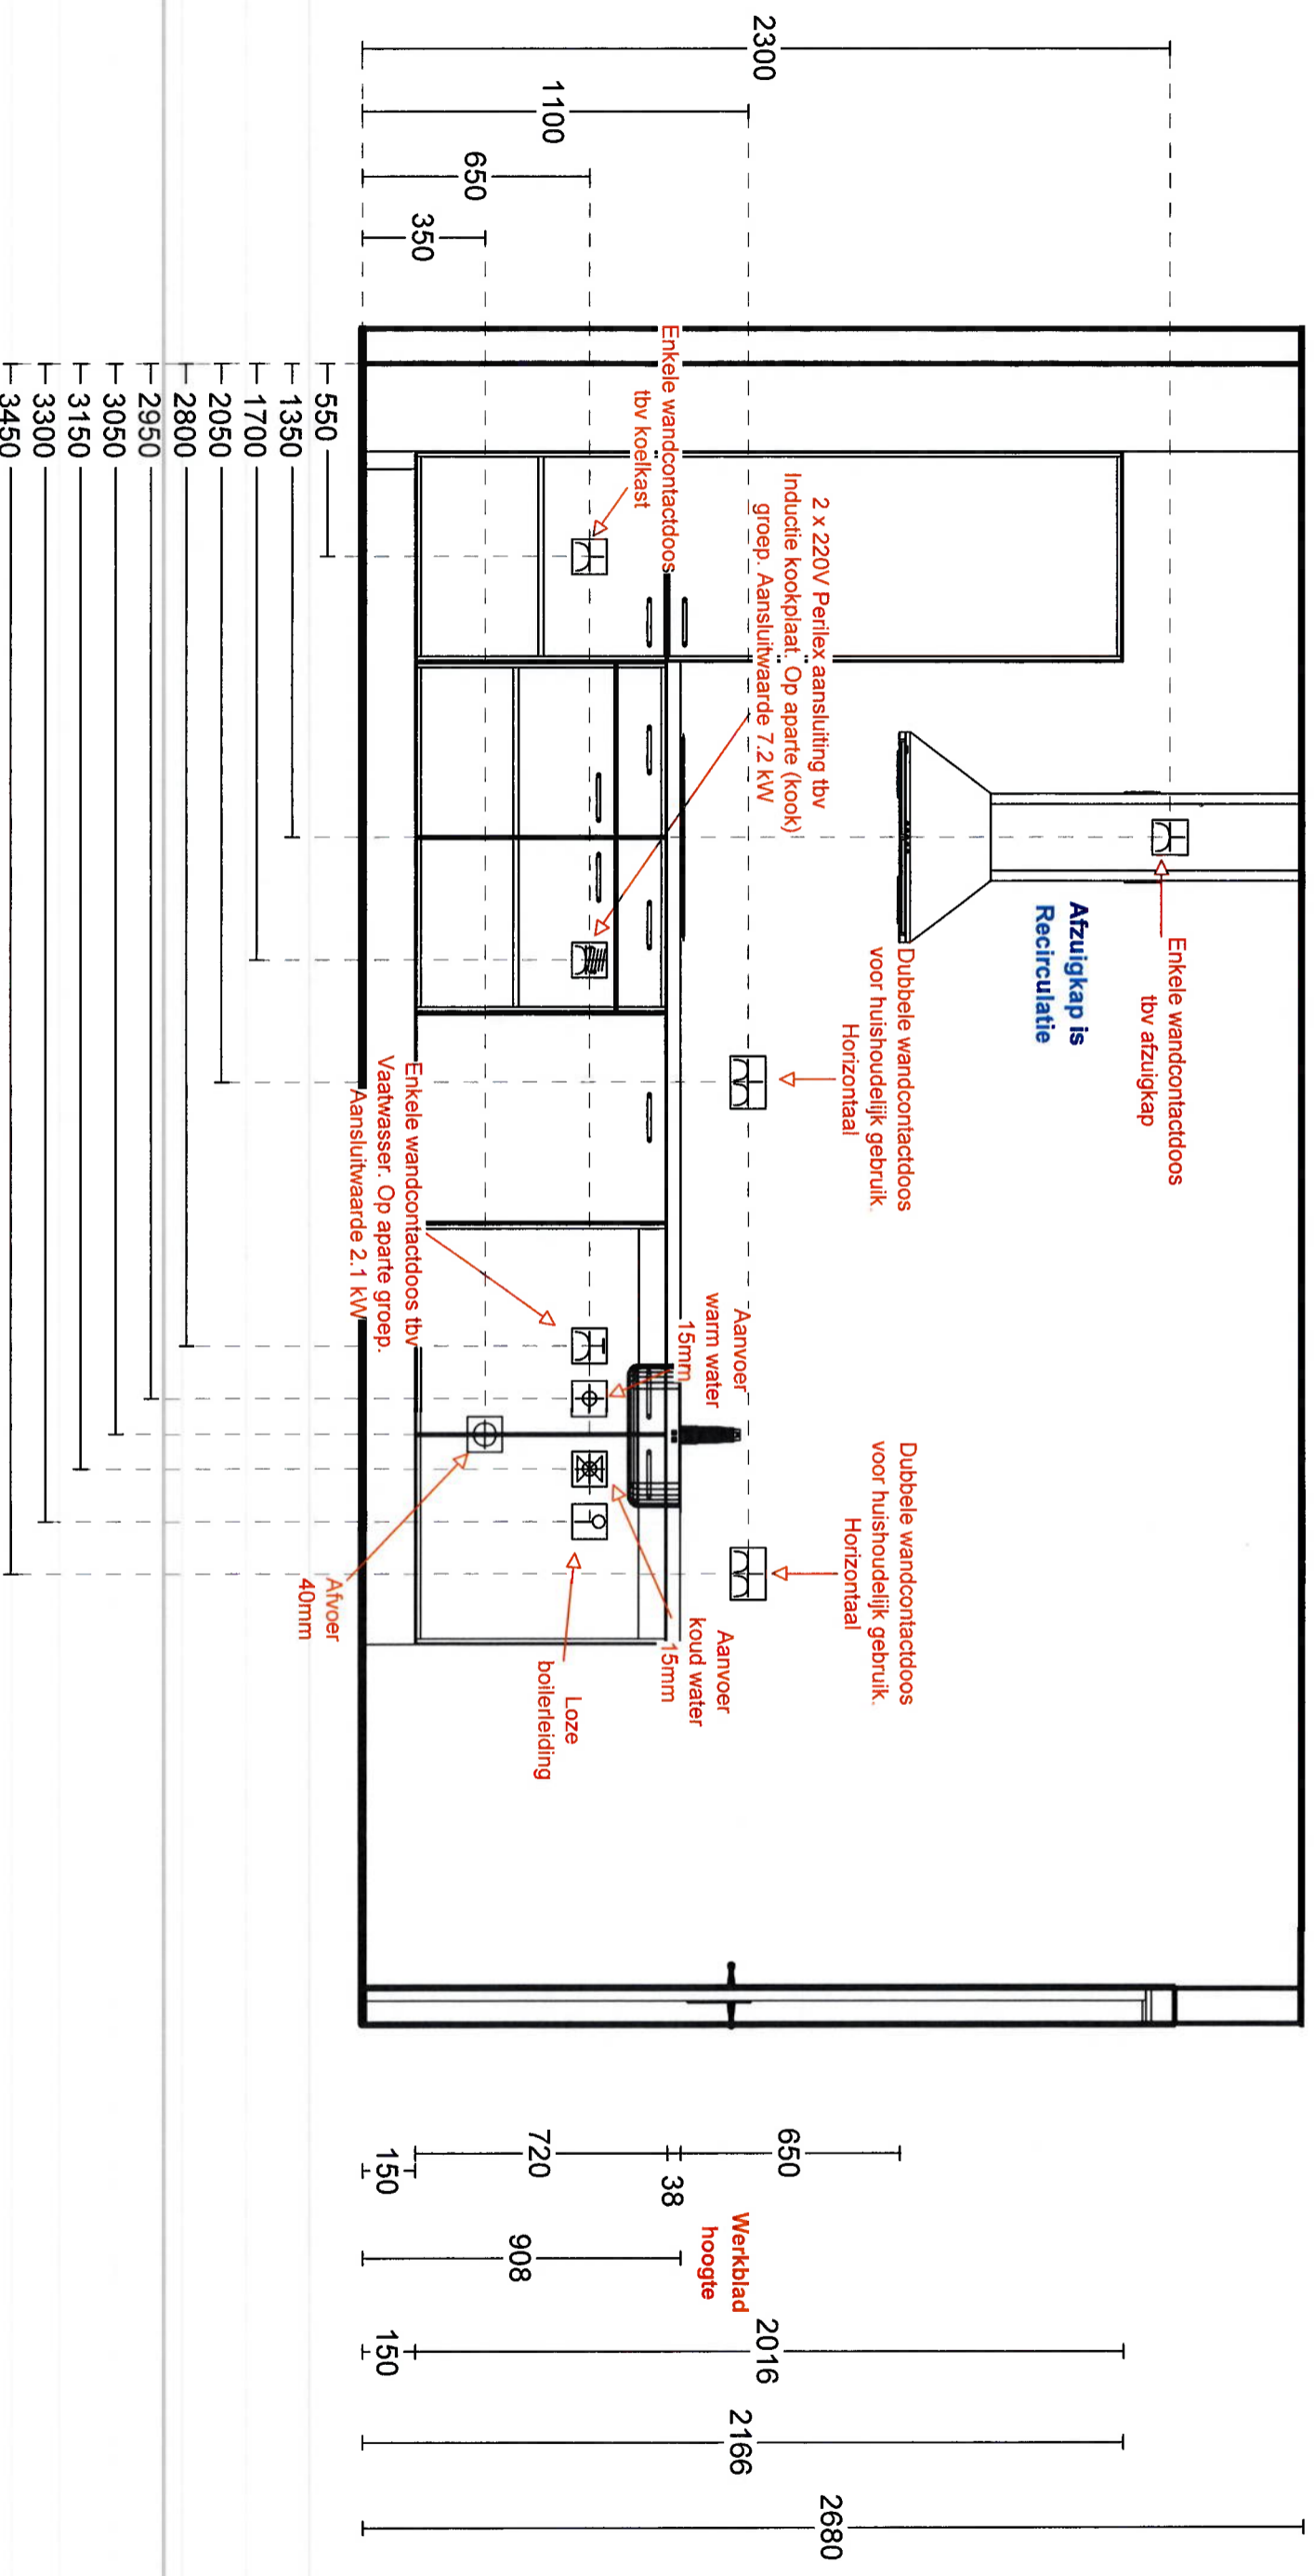 2300
1100
650
350
Enkele wandcontactdoos
tbv afzuigkap
Afzuigkap is
Recirculatie
Dubbele wandcontactdoos
voor huishoudelijk gebruik.
Horizontaal
Dubbele wandcontactdoos
voor huishoudelijk gebruik.
Horizontaal
2 x 220V Perilex aansluiting tbv
Inductie kookplaat. Op aparte (kook)
groep. Aansluitwaarde 7.2 kW
Enkele wandcontactdoos
tbv koelkast
Aanvoer
warm water
15mm
Aanvoer
koud water
15mm
Loze
boilerleiding
Enkele wandcontactdoos tbv
Vaatwasser. Op aparte groep.
Aansluitwaarde 2.1 kW
Afvoer
40mm
550
1350
1700
2050
2800
2950
3050
3150
3300
3450
650
38
720
150
Werkblad
hoogte
908
2016
150
2166
2680